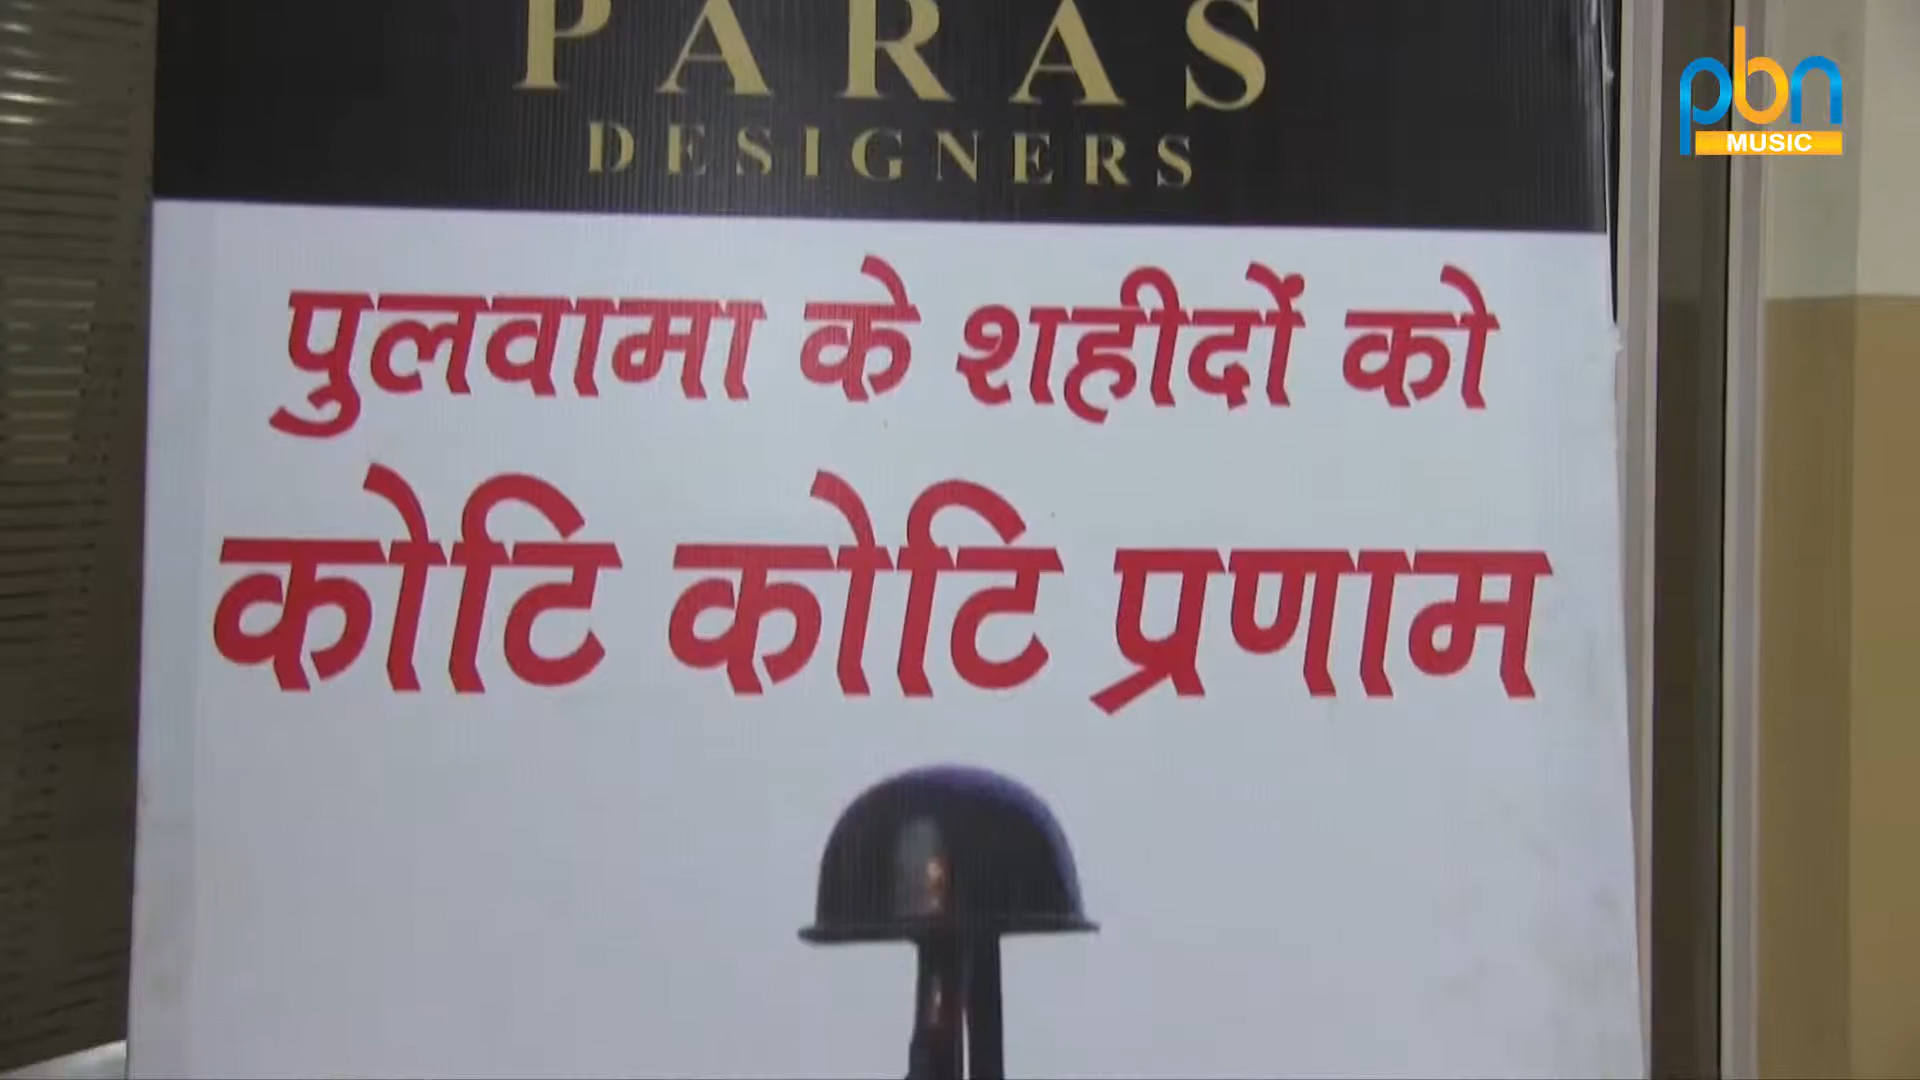 PARAS
DESIGNERS
पुलवामा के शहीदों को
कोटि कोटि प्रणाम
pbn
MUSIC